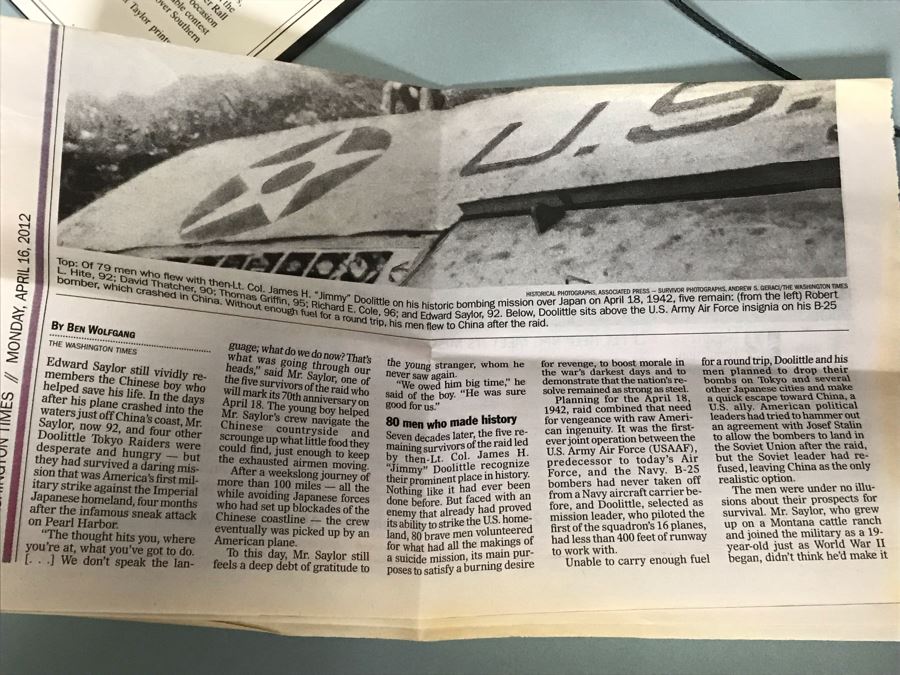 the
r Rall
occasion
able contest
over Southern
Taylor prints
U.S.
HISTORICAL PHOTOGRAPHS, ASSOCIATED PRESS — SURVIVOR PHOTOGRAPHS, ANDREW S. GERACI/THE WASHINGTON TIMES
Top: Of 79 men who flew with then-Lt. Col. James H. "Jimmy" Doolittle on his historic bombing mission over Japan on April 18, 1942, five remain: (from the left) Robert
L. Hite, 92; David Thatcher, 90; Thomas Griffin, 95; Richard E. Cole, 96; and Edward Saylor, 92. Below, Doolittle sits above the U.S. Army Air Force insignia on his B-25
bomber, which crashed in China. Without enough fuel for a round trip, his men flew to China after the raid.
TIMES // MONDAY, APRIL 16, 2012
BY BEN WOLFGANG
THE WASHINGTON TIMES
Edward Saylor still vividly re-
members the Chinese boy who
helped save his life. In the days
after his plane crashed into the
waters just off China's coast, Mr.
Saylor, now 92, and four other
Doolittle Tokyo Raiders were
desperate and hungry — but
they had survived a daring mis-
sion that was America's first mil-
itary strike against the Imperial
Japanese homeland, four months
after the infamous sneak attack
on Pearl Harbor.
"The thought hits you, where
you're at, what you've got to do.
[. . .] We don't speak the lan-
guage; what do we do now? That's
what was going through our
heads," said Mr. Saylor, one of
the five survivors of the raid who
will mark its 70th anniversary on
April 18. The young boy helped
Mr. Saylor's crew navigate the
Chinese countryside and
scrounge up what little food they
could find, just enough to keep
the exhausted airmen moving.
After a weekslong journey of
more than 100 miles — all the
while avoiding Japanese forces
who had set up blockades of the
Chinese coastline — the crew
eventually was picked up by an
American plane.
To this day, Mr. Saylor still
feels a deep debt of gratitude to
the young stranger, whom he
never saw again.
"We owed him big time," he
said of the boy. "He was sure
good for us."
80 men who made history
Seven decades later, the five re-
maining survivors of the raid led
by then-Lt. Col. James H.
"Jimmy" Doolittle recognize
their prominent place in history.
Nothing like it had ever been
done before. But faced with an
enemy that already had proved
its ability to strike the U.S. home-
land, 80 brave men volunteered
for what had all the makings of
a suicide mission, its main pur-
poses to satisfy a burning desire
for revenge, to boost morale in
the war's darkest days and to
demonstrate that the nation's re-
solve remained as strong as steel.
Planning for the April 18,
1942, raid combined that need
for vengeance with raw Ameri-
can ingenuity. It was the first-
ever joint operation between the
U.S. Army Air Force (USAAF),
predecessor to today's Air
Force, and the Navy. B-25
bombers had never taken off
from a Navy aircraft carrier be-
fore, and Doolittle, selected as
mission leader, who piloted the
first of the squadron's 16 planes,
had less than 400 feet of runway
to work with.
Unable to carry enough fuel
for a round trip, Doolittle and his
men planned to drop their
bombs on Tokyo and several
other Japanese cities and make
a quick escape toward China, a
U.S. ally. American political
leaders had tried to hammer out
an agreement with Josef Stalin
to allow the bombers to land in
the Soviet Union after the raid,
but the Soviet leader had re-
fused, leaving China as the only
realistic option.
The men were under no illu-
sions about their prospects for
survival. Mr. Saylor, who grew
up on a Montana cattle ranch
and joined the military as a 19-
year-old just as World War II
began, didn't think he'd make it